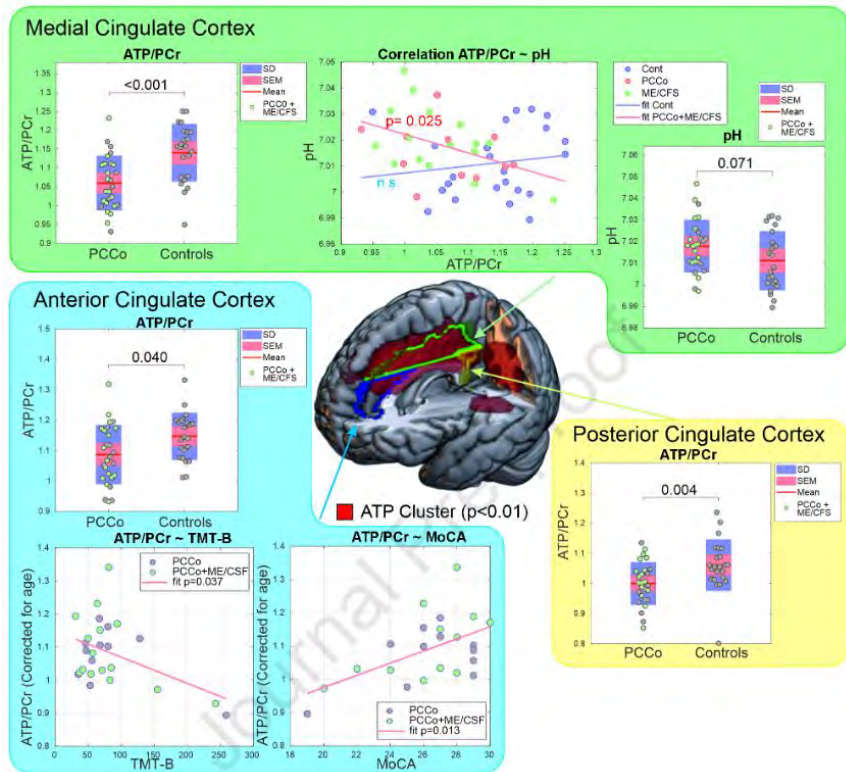 Medial Cingulate Cortex
ATP/PCr
1.35
1.3
1.25
1.2
1.15
1.1
1.05
1
0.95
0.9
ATP/PCr
<0.001
PCCo
Controls
SD
SEM
Mean
PCCo +
ME/CFS
Correlation ATP/PCr ~ pH
7.06
7.05
7.04
7.03
7.02
7.01
7
6.99
6.98
pH
p= 0.025
n.s.
0.9
0.95
1
1.05
1.1
1.15
1.2
1.25
1.3
ATP/PCr
Cont
PCCo
ME/CFS
fit Cont
fit PCCo+ME/CFS
SD
SEM
Mean
PCCo +
ME/CFS
pH
7.06
7.05
7.04
7.03
7.02
7.01
7
6.99
6.98
pH
0.071
PCCo
Controls
Anterior Cingulate Cortex
ATP/PCr
1.5
1.4
1.3
1.2
1.1
1
0.9
ATP/PCr
0.040
PCCo
Controls
SD
SEM
Mean
PCCo +
ME/CFS
ATP Cluster (p<0.01)
Journal Pre-proof
Posterior Cingulate Cortex
ATP/PCr
1.4
1.3
1.2
1.1
1
0.9
0.8
ATP/PCr
0.004
PCCo
Controls
SD
SEM
Mean
PCCo +
ME/CFS
ATP/PCr ~ TMT-B
1.4
1.3
1.2
1.1
1
0.9
0.8
ATP/PCr (Corrected for age)
PCCo
PCCo+ME/CSF
fit p=0.037
0
50
100
150
200
250
300
TMT-B
ATP/PCr ~ MoCA
1.4
1.3
1.2
1.1
1
0.9
0.8
ATP/PCr (Corrected for age)
PCCo
PCCo+ME/CSF
fit p=0.013
18
20
22
24
26
28
30
MoCA